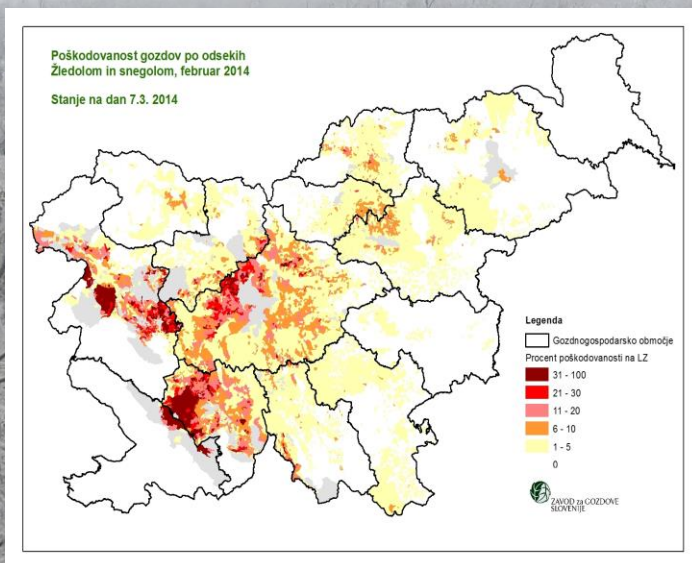 Poškodovanost gozdov po odsekih
Žledolom in snegolom, februar 2014
Stanje na dan 7.3. 2014
Legenda
Gozdnogospodarsko območje
Procent poškodovanosti na LZ
31 - 100
21 - 30
11 - 20
6 - 10
1 - 5
0
ZAVOD za GOZDOVE
SLOVENIJE